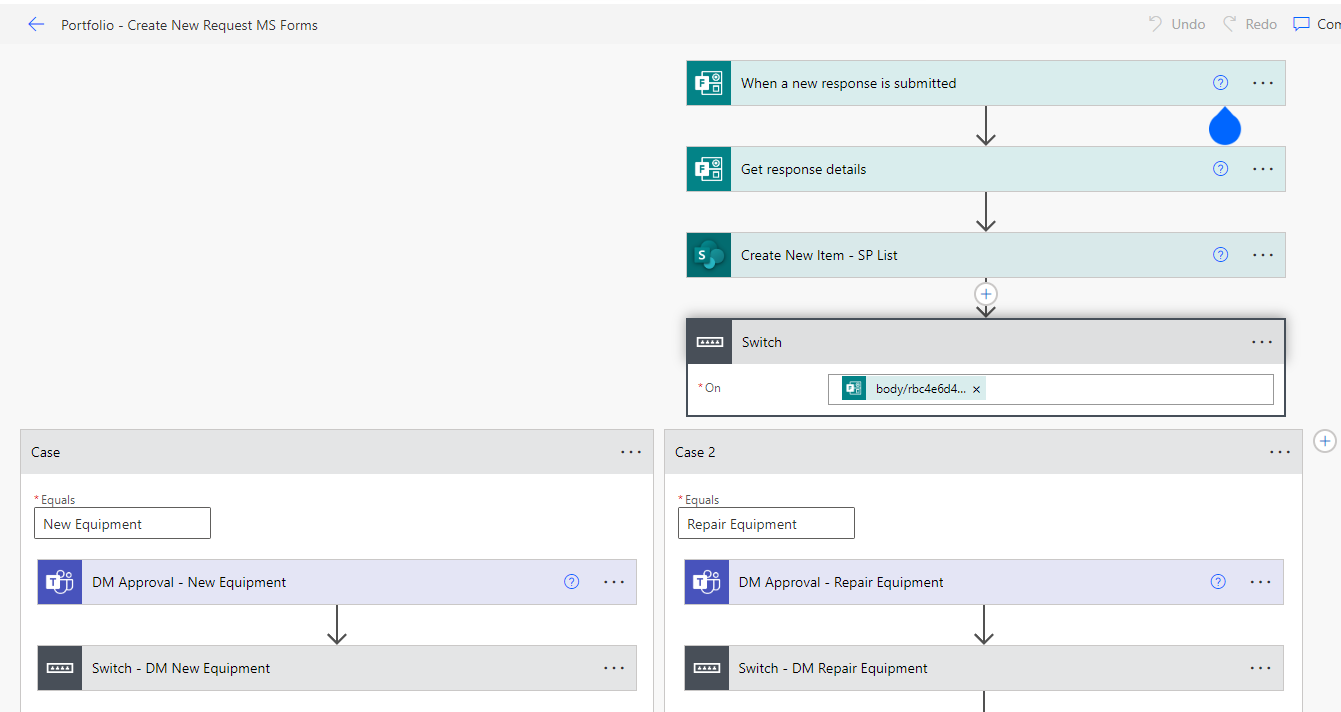 Portfolio - Create New Request MS Forms
Undo
Redo
Com
When a new response is submitted
Get response details
Create New Item - SP List
Switch
* On
body/rbc4e6d4...
Case
Case 2
* Equals
* Equals
New Equipment
Repair Equipment
DM Approval - New Equipment
DM Approval - Repair Equipment
Switch - DM New Equipment
Switch - DM Repair Equipment